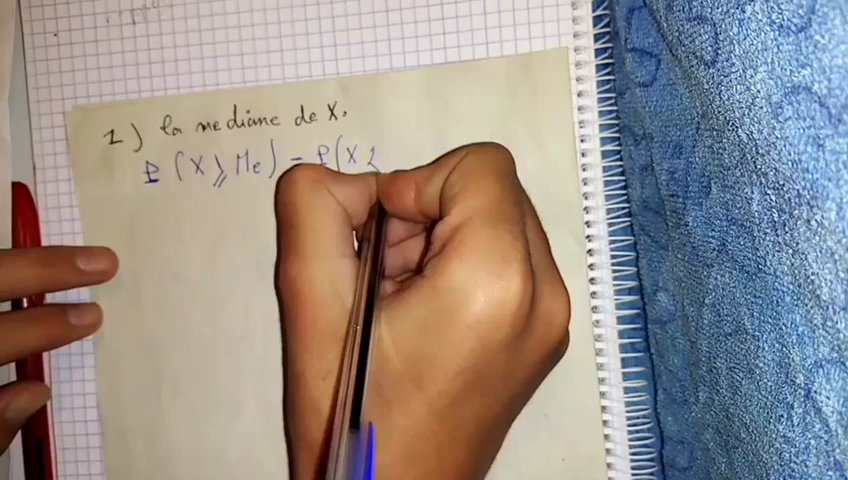 1) la mediane de X.
P(X ⩾ Me) = P(X